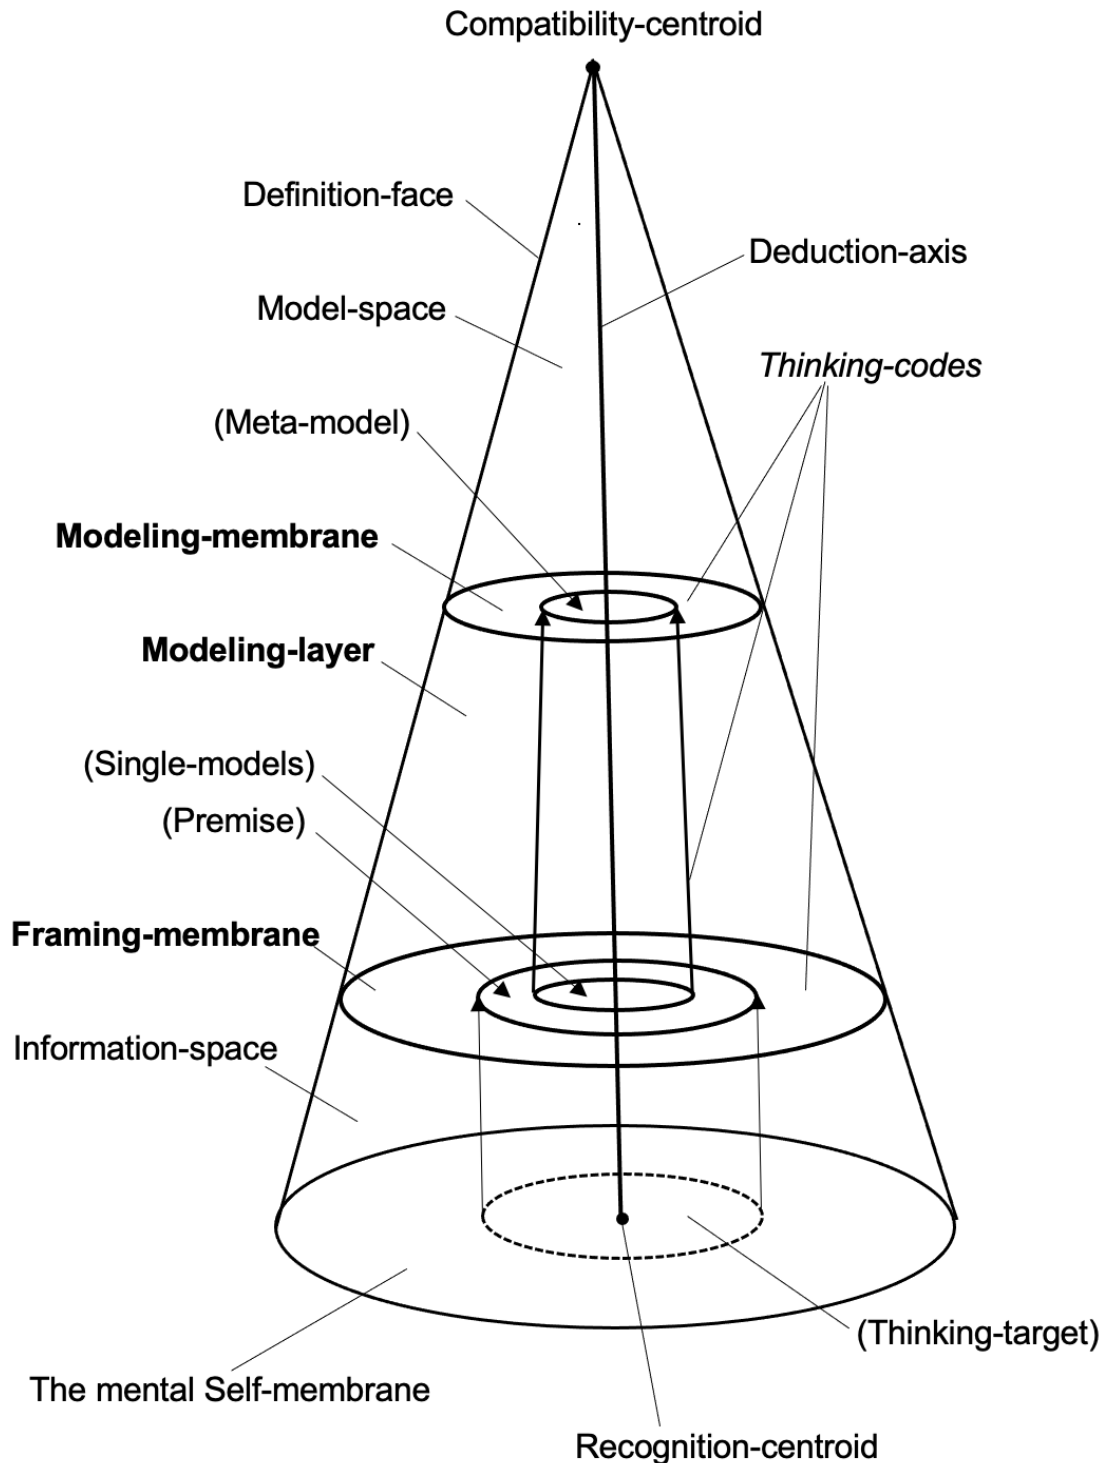 Compatibility-centroid
Definition-face
Deduction-axis
Model-space
Thinking-codes
(Meta-model)
Modeling-membrane
Modeling-layer
(Single-models)
(Premise)
Framing-membrane
Information-space
(Thinking-target)
The mental Self-membrane
Recognition-centroid